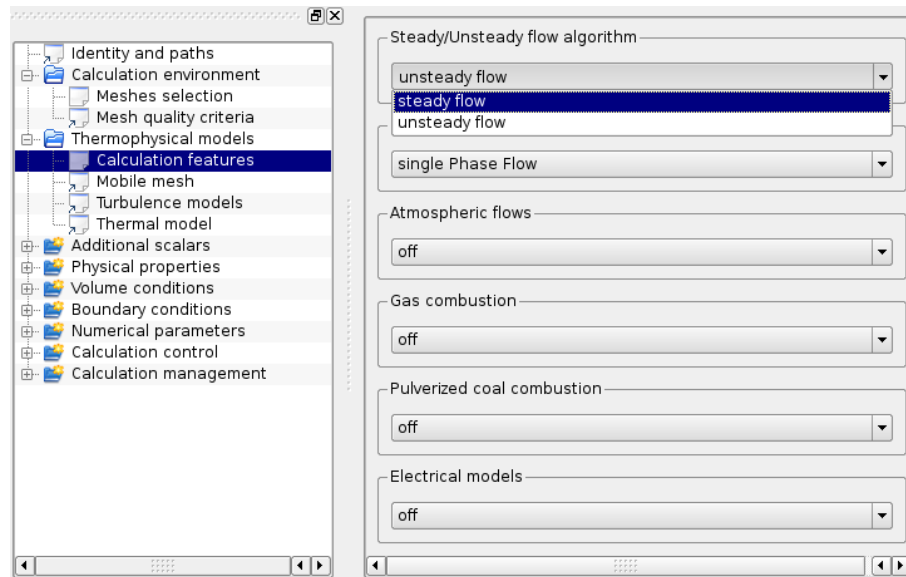 Identity and paths
Calculation environment
Meshes selection
Mesh quality criteria
Thermophysical models
Calculation features
Mobile mesh
Turbulence models
Thermal model
Additional scalars
Physical properties
Volume conditions
Boundary conditions
Numerical parameters
Calculation control
Calculation management
Steady/Unsteady flow algorithm
unsteady flow
steady flow
unsteady flow
single Phase Flow
Atmospheric flows
off
Gas combustion
off
Pulverized coal combustion
off
Electrical models
off